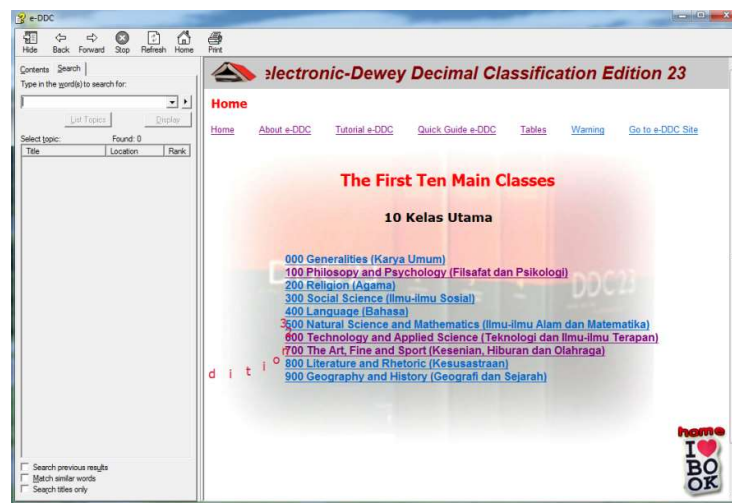 e-DDC
Hide Back Forward Stop Refresh Home Print
Contents Search
Type in the word(s) to search for:
List Topics Display
Select topic: Found: 0
Title Location Rank
Search previous results
Match similar words
Search titles only
electronic-Dewey Decimal Classification Edition 23
Home
Home About e-DDC Tutorial e-DDC Quick Guide e-DDC Tables Warning Go to e-DDC Site
The First Ten Main Classes
10 Kelas Utama
000 Generalities (Karya Umum)
100 Philosopy and Psychology (Filsafat dan Psikologi)
200 Religion (Agama)
300 Social Science (Ilmu-ilmu Sosial)
400 Language (Bahasa)
500 Natural Science and Mathematics (Ilmu-ilmu Alam dan Matematika)
600 Technology and Applied Science (Teknologi dan Ilmu-Ilmu Terapan)
700 The Art, Fine and Sport (Kesenian, Hiburan dan Olahraga)
800 Literature and Rhetoric (Kesusastraan)
900 Geography and History (Geografi dan Sejarah)
DDC23
d i t i o n
home
I
BO
OK